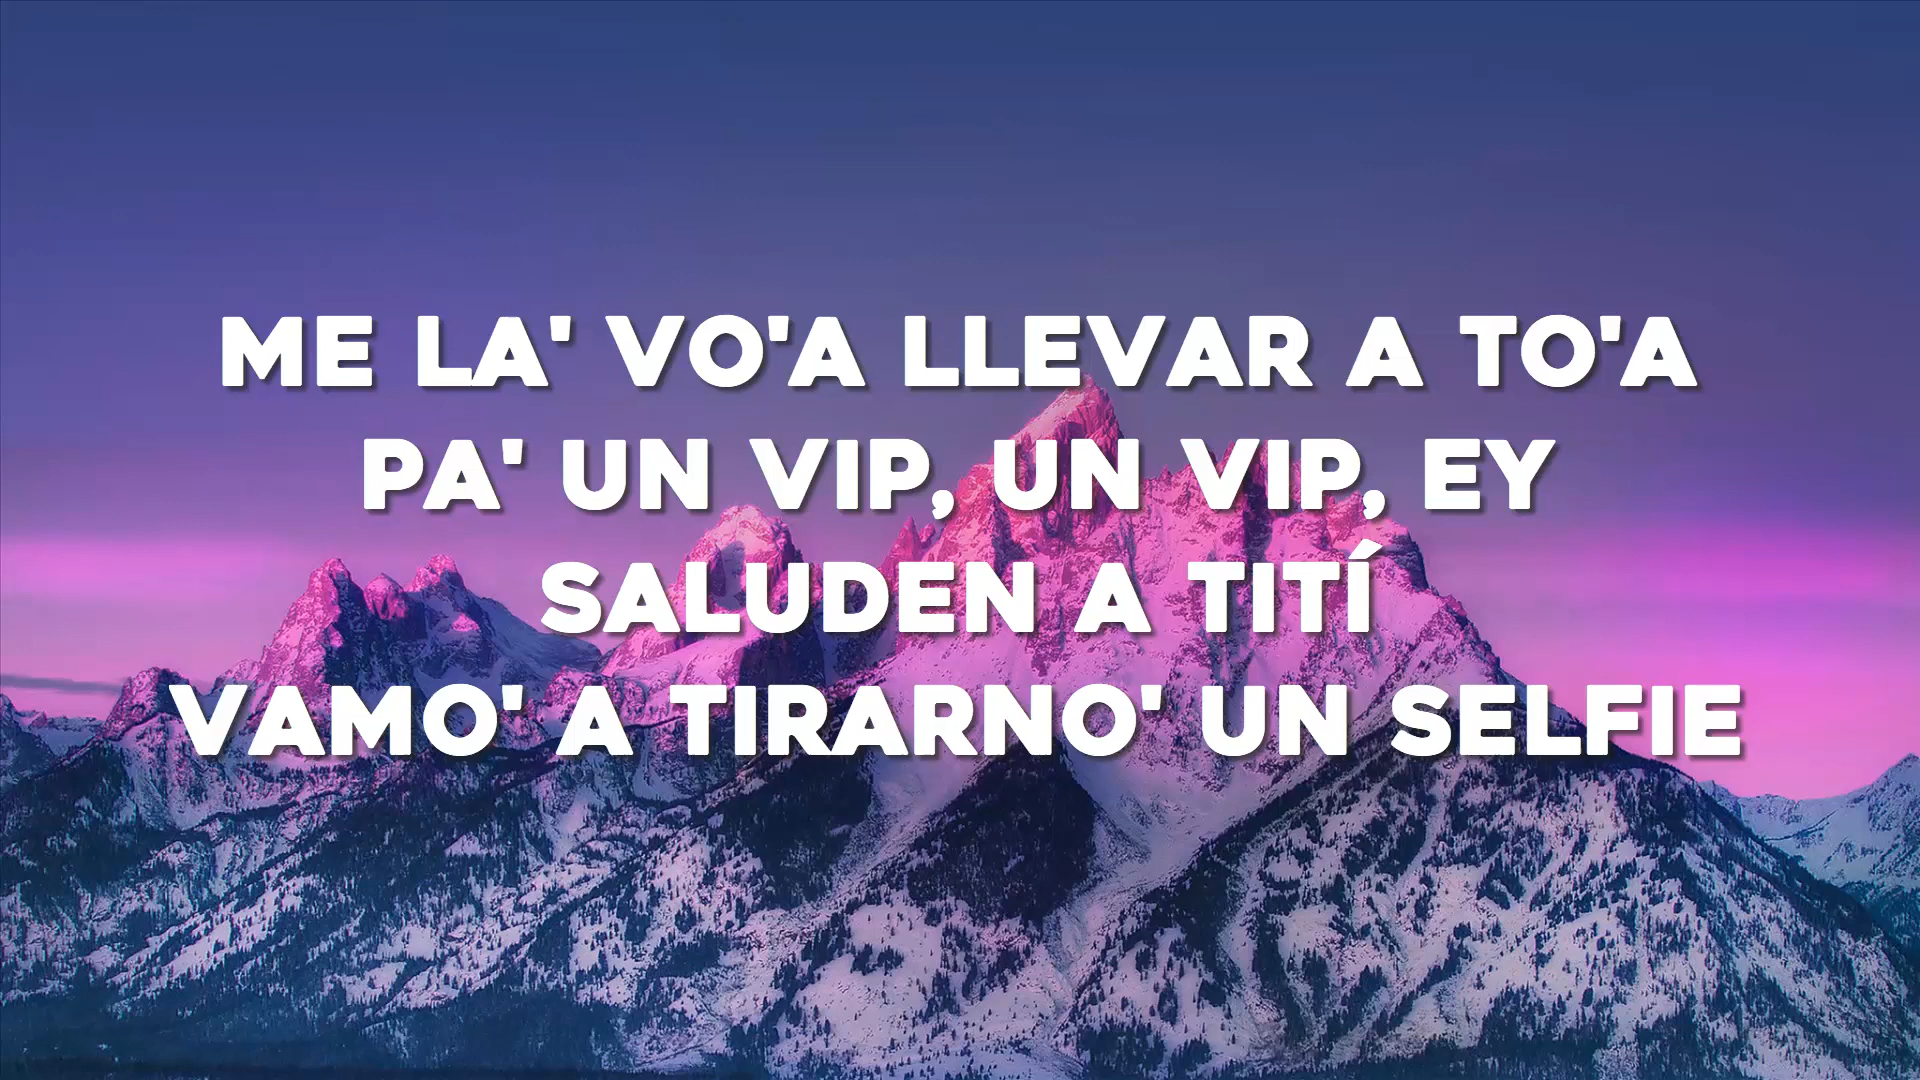 ME LA' VO'A LLEVAR A TO'A
PA' UN VIP, UN VIP, EY
SALUDEN A TITÍ
VAMO' A TIRARNO' UN SELFIE